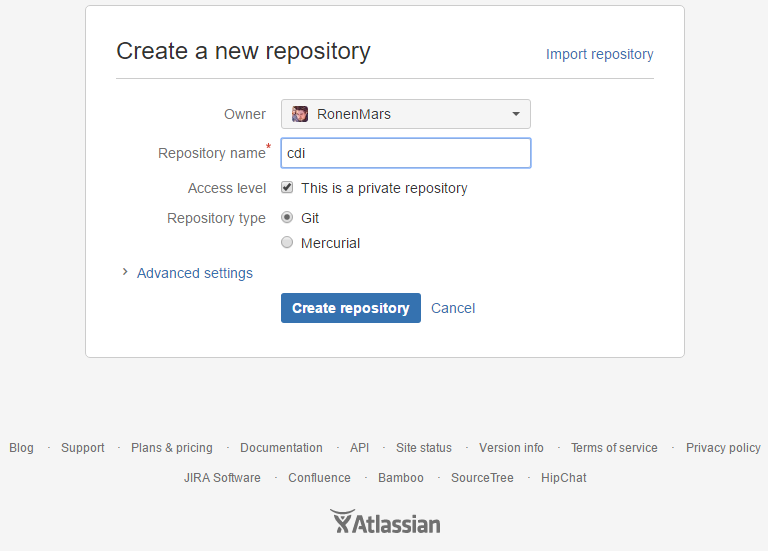 Create a new repository
Import repository
Owner RonenMars
Repository name* cdi
Access level This is a private repository
Repository type Git
Mercurial
Advanced settings
Create repository Cancel
Blog · Support · Plans & pricing · Documentation · API · Site status · Version info · Terms of service · Privacy policy
JIRA Software · Confluence · Bamboo · SourceTree · HipChat
Atlassian